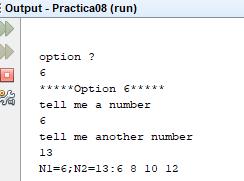 Output - Practica08 (run)
option ?
6
*****Option 6*****
tell me a number
6
tell me another number
13
N1=6;N2=13:6 8 10 12